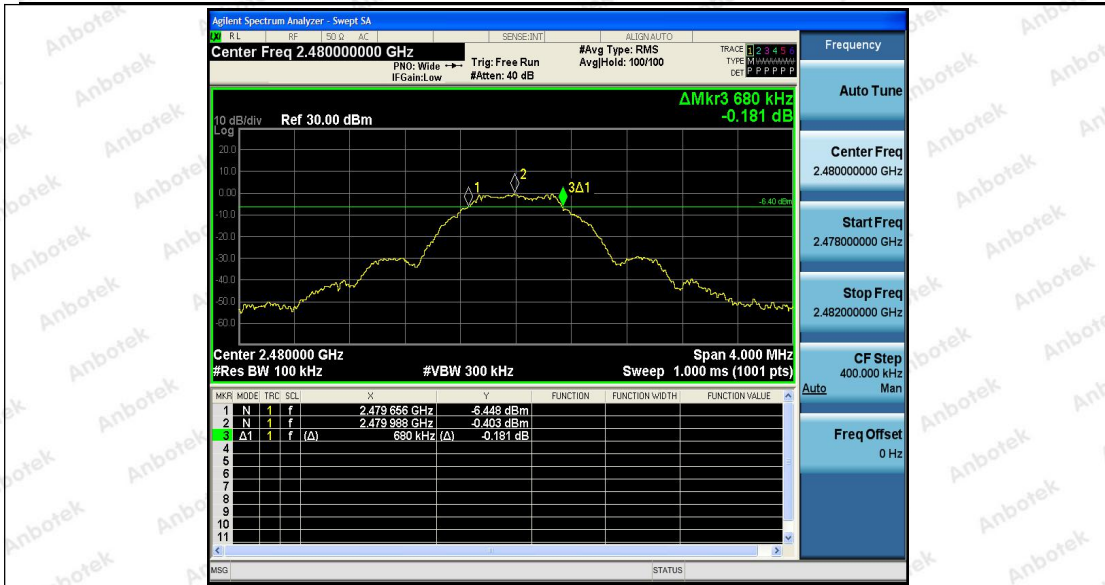 Agilent Spectrum Analyzer - Swept SA
LXI RL RF 50 Ω AC SENSE:INT ALIGN AUTO
Center Freq 2.480000000 GHz
PNO: Wide
IFGain:Low
Trig: Free Run
#Atten: 40 dB
#Avg Type: RMS
Avg|Hold: 100/100
TRACE 1 2 3 4 5 6
TYPE M
DET P P P P P P
ΔMkr3 680 kHz
-0.181 dB
10 dB/div Ref 30.00 dBm
Log
20.0
10.0
0.00
-10.0
-20.0
-30.0
-40.0
-50.0
-60.0
1
2
3Δ1
-6.40 dBm
Center 2.480000 GHz Span 4.000 MHz
#Res BW 100 kHz #VBW 300 kHz Sweep 1.000 ms (1001 pts)
MKR MODE TRC SCL X Y FUNCTION FUNCTION WIDTH FUNCTION VALUE
1 N 1 f 2.479 656 GHz -6.448 dBm
2 N 1 f 2.479 988 GHz -0.403 dBm
3 Δ1 1 f (Δ) 680 kHz (Δ) -0.181 dB
4
5
6
7
8
9
10
11
MSG STATUS
Frequency
Auto Tune
Center Freq
2.480000000 GHz
Start Freq
2.478000000 GHz
Stop Freq
2.482000000 GHz
CF Step
400.000 kHz
Auto Man
Freq Offset
0 Hz
Anbotek